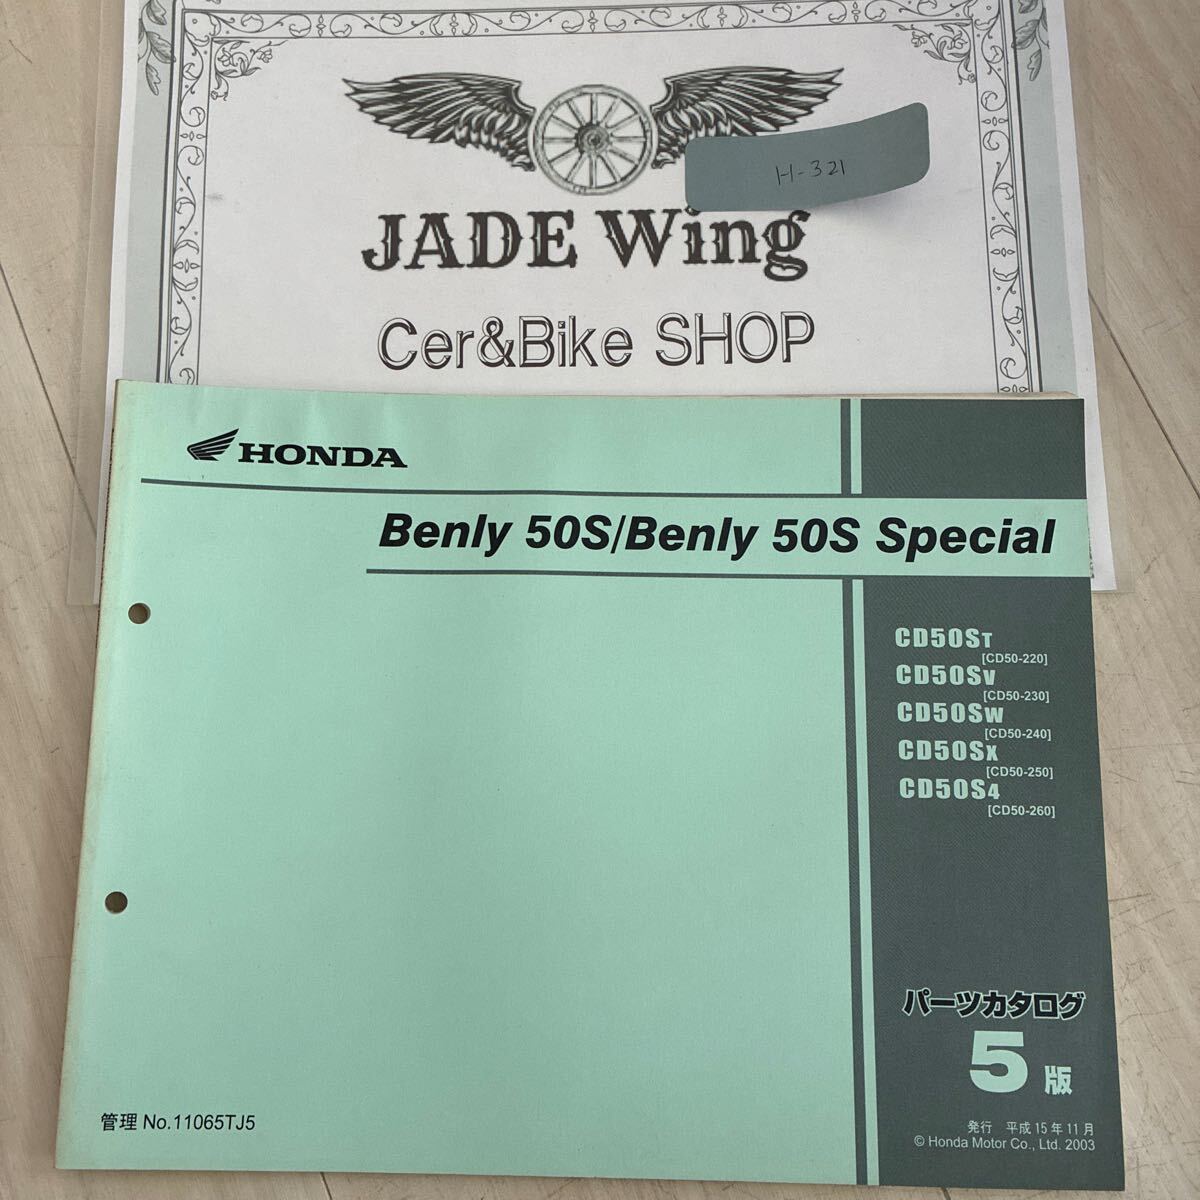 H-321
JADE Wing
Cer&Bike SHOP
HONDA
Benly 50S/Benly 50S Special
CD50ST
[CD50-220]
CD50SV
[CD50-230]
CD50SW
[CD50-240]
CD50SX
[CD50-250]
CD50S4
[CD50-260]
パーツカタログ
5版
管理 No.11065TJ5
発行 平成15年11月
© Honda Motor Co., Ltd. 2003